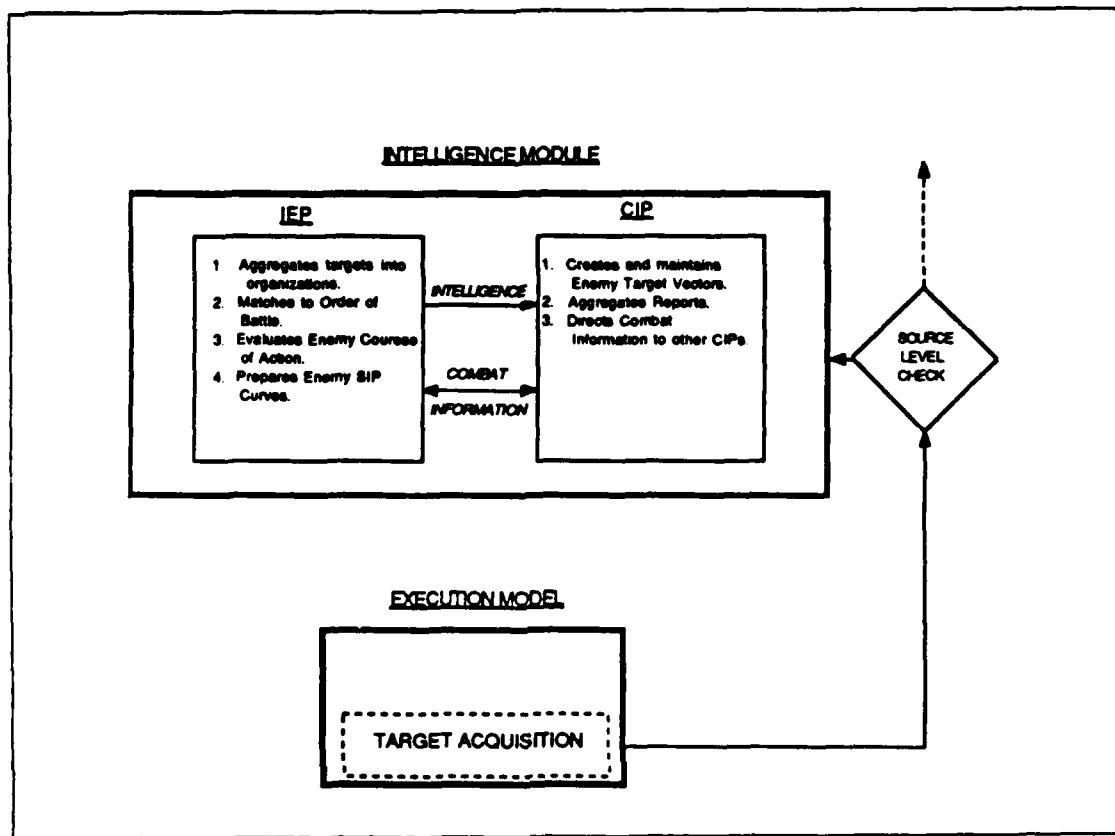 INTELLIGENCE MODULE
IEP
1 Aggregates targets into
organizations.
2. Matches to Order of
Battle.
3. Evaluates Enemy Courses
of Action.
4. Prepares Enemy SIP
Curves.
INTELLIGENCE
COMBAT
INFORMATION
CIP
1. Creates and maintains
Enemy Target Vectors.
2. Aggregates Reports.
3. Directs Combat
Information to other CIPs
SOURCE
LEVEL
CHECK
EXECUTION MODEL
TARGET ACQUISITION